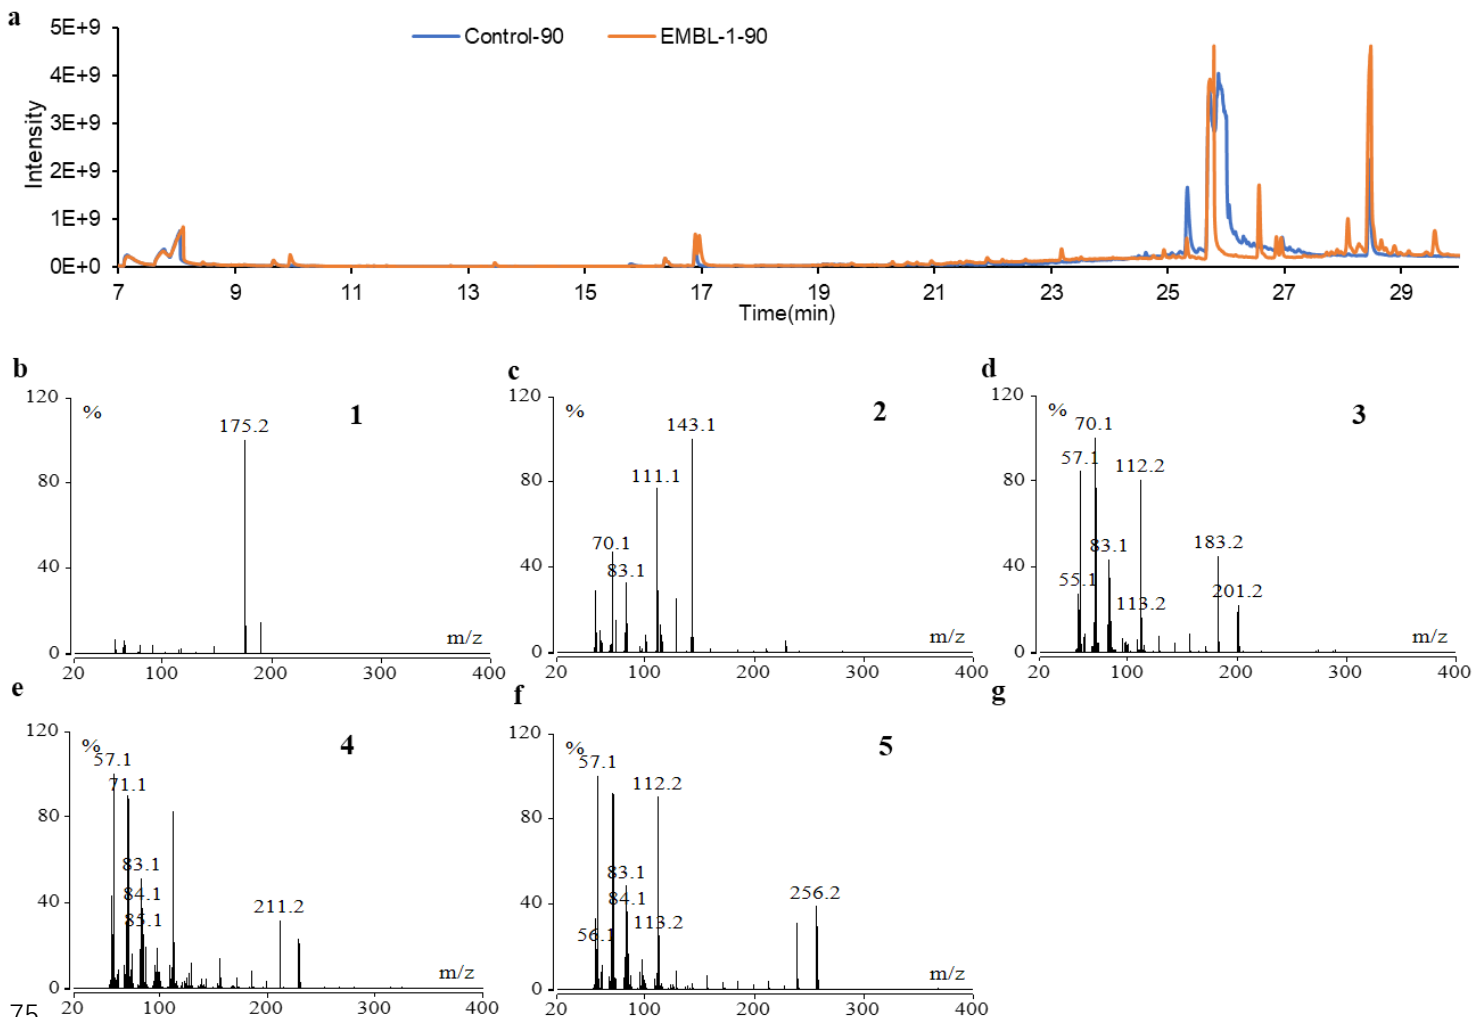 a
5E+9
4E+9
3E+9
2E+9
1E+9
0E+0
Intensity
Control-90
EMBL-1-90
7 9 11 13 15 17 19 21 23 25 27 29
Time(min)
b
120
80
40
0
%
1
175.2
m/z
20 100 200 300 400
c
120
80
40
0
%
2
143.1
111.1
70.1
83.1
m/z
20 100 200 300 400
d
120
80
40
0
%
3
70.1
57.1
112.2
83.1
183.2
55.1
113.2
201.2
m/z
20 100 200 300 400
e
120
80
40
0
%
4
57.1
71.1
83.1
84.1
85.1
211.2
m/z
20 100 200 300 400
f
120
80
40
0
%
5
57.1
112.2
83.1
84.1
256.2
56.1
113.2
m/z
20 100 200 300 400
g
75